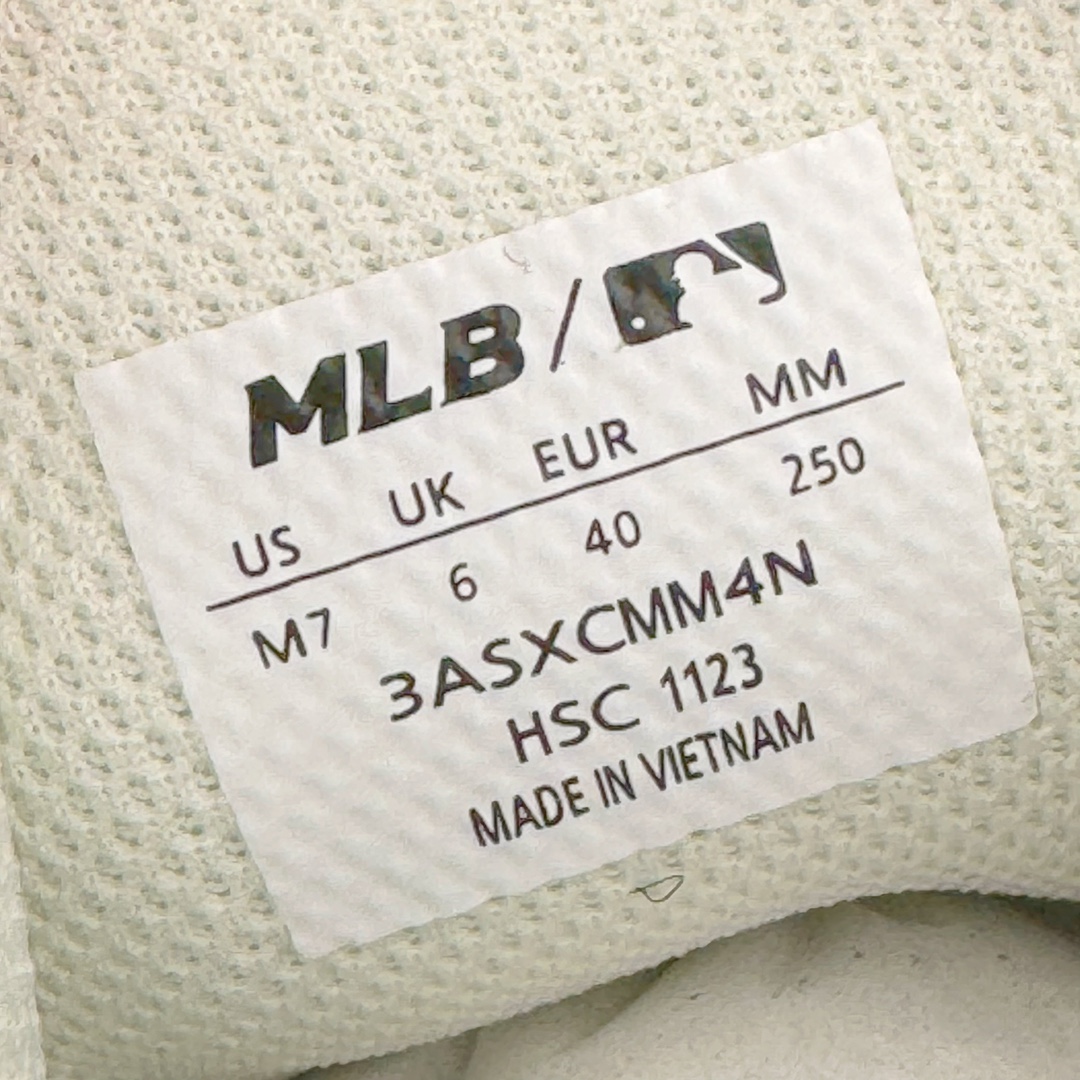 MLB /
US UK EUR MM
M7 6 40 250
3ASXCMM4N
HSC 1123
MADE IN VIETNAM